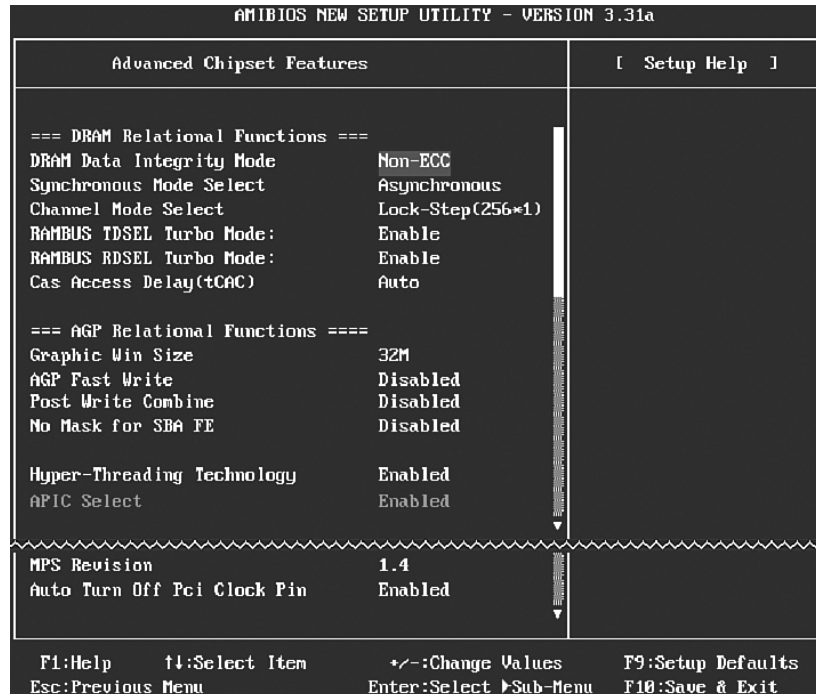 AMIBIOS NEW SETUP UTILITY - VERSION 3.31a
Advanced Chipset Features
[ Setup Help ]
=== DRAM Relational Functions ===
DRAM Data Integrity Mode Non-ECC
Synchronous Mode Select Asynchronous
Channel Mode Select Lock-Step(256*1)
RAMBUS TDSEL Turbo Mode: Enable
RAMBUS RDSEL Turbo Mode: Enable
Cas Access Delay(tCAC) Auto
=== AGP Relational Functions ====
Graphic Win Size 32M
AGP Fast Write Disabled
Post Write Combine Disabled
No Mask for SBA FE Disabled
Hyper-Threading Technology Enabled
APIC Select Enabled
MPS Revision 1.4
Auto Turn Off Pci Clock Pin Enabled
F1:Help ↑↓:Select Item +/-:Change Values F9:Setup Defaults
Esc:Previous Menu Enter:Select ▶Sub-Menu F10:Save & Exit